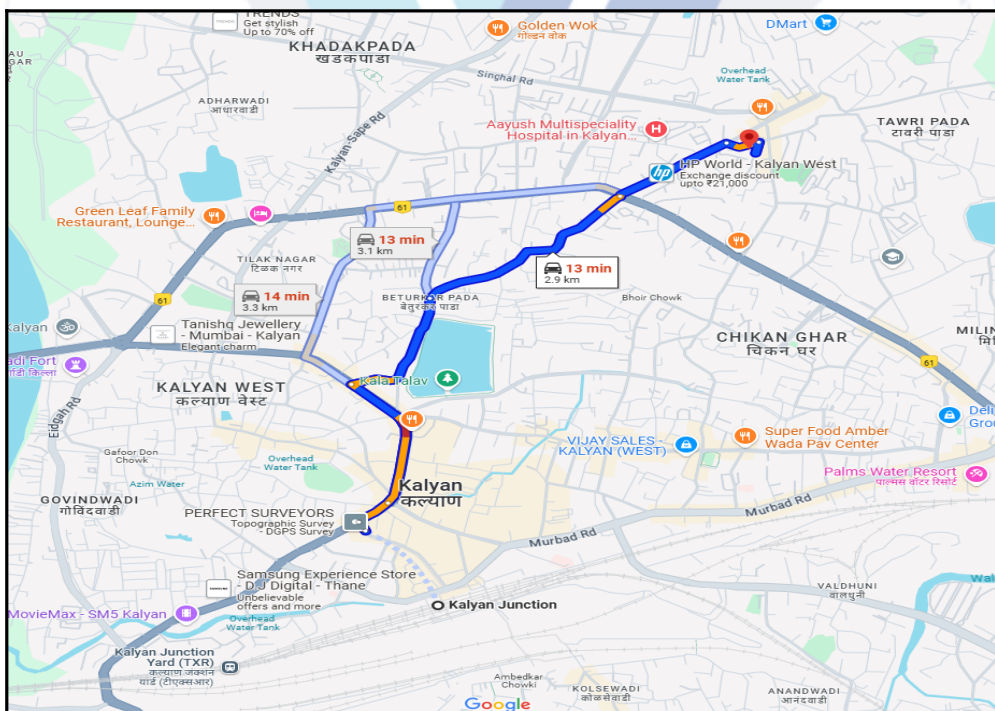 TRENDS
Get stylish
Up to 70% off
Golden Wok
गोल्डन वोक
DMart
KHADAKPADA
खडकपाडा
Singhal Rd
Overhead
Water Tank
ADHARWADI
आधारवाडी
Kalyan-Sape Rd
Aayush Multispeciality
Hospital in Kalyan...
TAWRI PADA
टावरी पाडा
hp
HP World - Kalyan West
Exchange discount
upto ₹21,000
Green Leaf Family
Restaurant, Lounge...
61
13 min
3.1 km
TILAK NAGAR
टिळक नगर
13 min
2.9 km
14 min
3.3 km
BETURKAR PADA
बेतुरकर पाडा
Bhoir Chowk
61
Kalyan
Tanishq Jewellery
- Mumbai - Kalyan
Elegant charm
CHIKAN GHAR
चिकन घर
MILIN
61
adi Fort
KALYAN WEST
कल्याण वेस्ट
Kala Talav
Eidgah Rd
Deli
Gro
Super Food Amber
Wada Pav Center
VIJAY SALES -
KALYAN (WEST)
Gafoor Don
Chowk
Overhead
Water Tank
Azim Water
Palms Water Resort
पाल्मस वॉटर रिसोर्ट
Kalyan
कल्याण
GOVINDWADI
गोविंदवाडी
PERFECT SURVEYORS
Topographic Survey
- DGPS Survey
Murbad Rd
Murbad Rd
Samsung Experience Store
- D J Digital - Thane
Unbelievable
offers and more
VALDHUNI
वालधुनी
Wal
MovieMax - SM5 Kalyan
Kalyan Junction
Overhead
Water Tank
Kalyan Junction
Yard (TXR)
कल्याण जंक्शन
यार्ड (टीएक्सआर)
Ambedkar
Chowki
KOLSEWADI
कोळसेवाडी
ANANDWADI
आनंदवाडी
Google